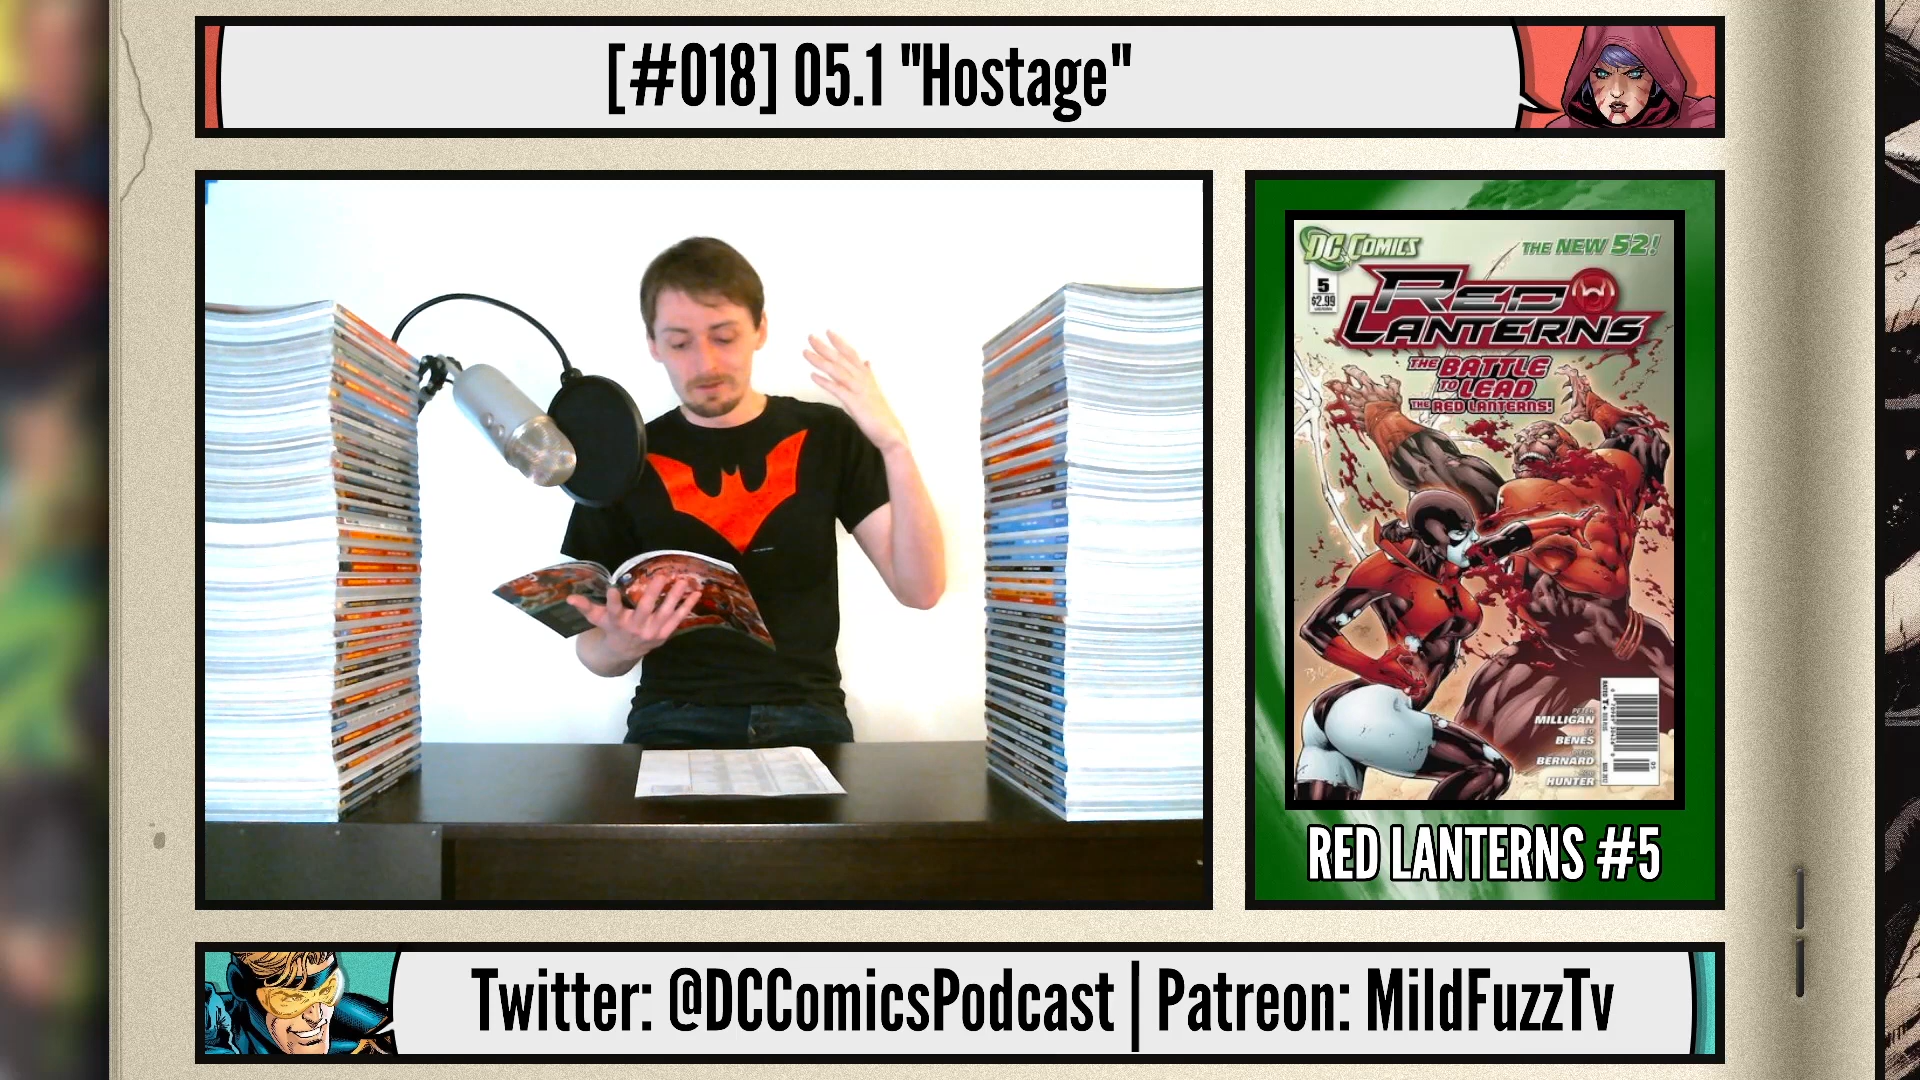 [#018] 05.1 "Hostage"
DC COMICS
THE NEW 52!
5
$2.99
RED
LANTERNS
THE BATTLE
TO LEAD
THE RED LANTERNS!
PETER
MILLIGAN
BENES
BERNARD
HUNTER
RED LANTERNS #5
Twitter: @DCComicsPodcast | Patreon: MildFuzzTv